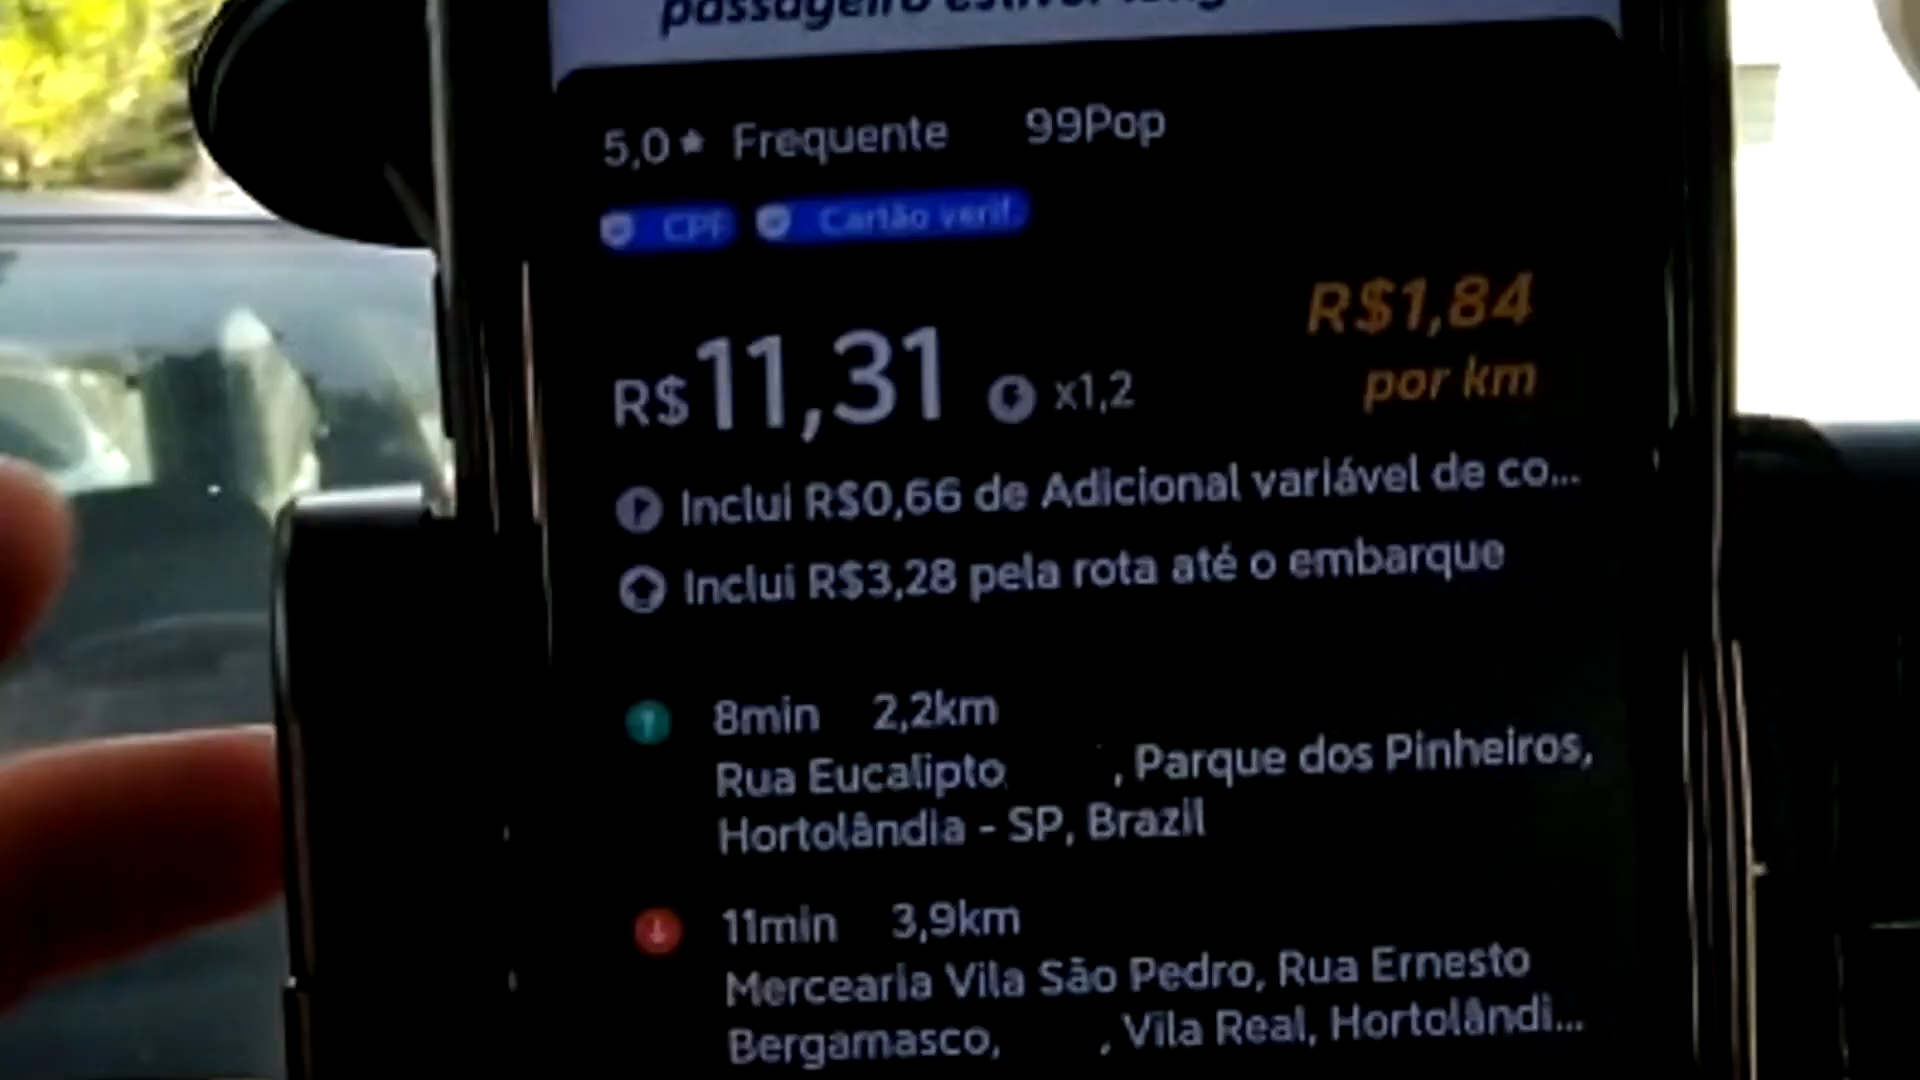 passageiro
5,0★ Frequente 99Pop
CPF Cartão verif.
R$11,31 x1,2
R$1,84
por km
Inclui R$0,66 de Adicional variável de co...
Inclui R$3,28 pela rota até o embarque
8min 2,2km
Rua Eucalipto , Parque dos Pinheiros,
Hortolândia - SP, Brazil
11min 3,9km
Mercearia Vila São Pedro, Rua Ernesto
Bergamasco, , Vila Real, Hortolândi...